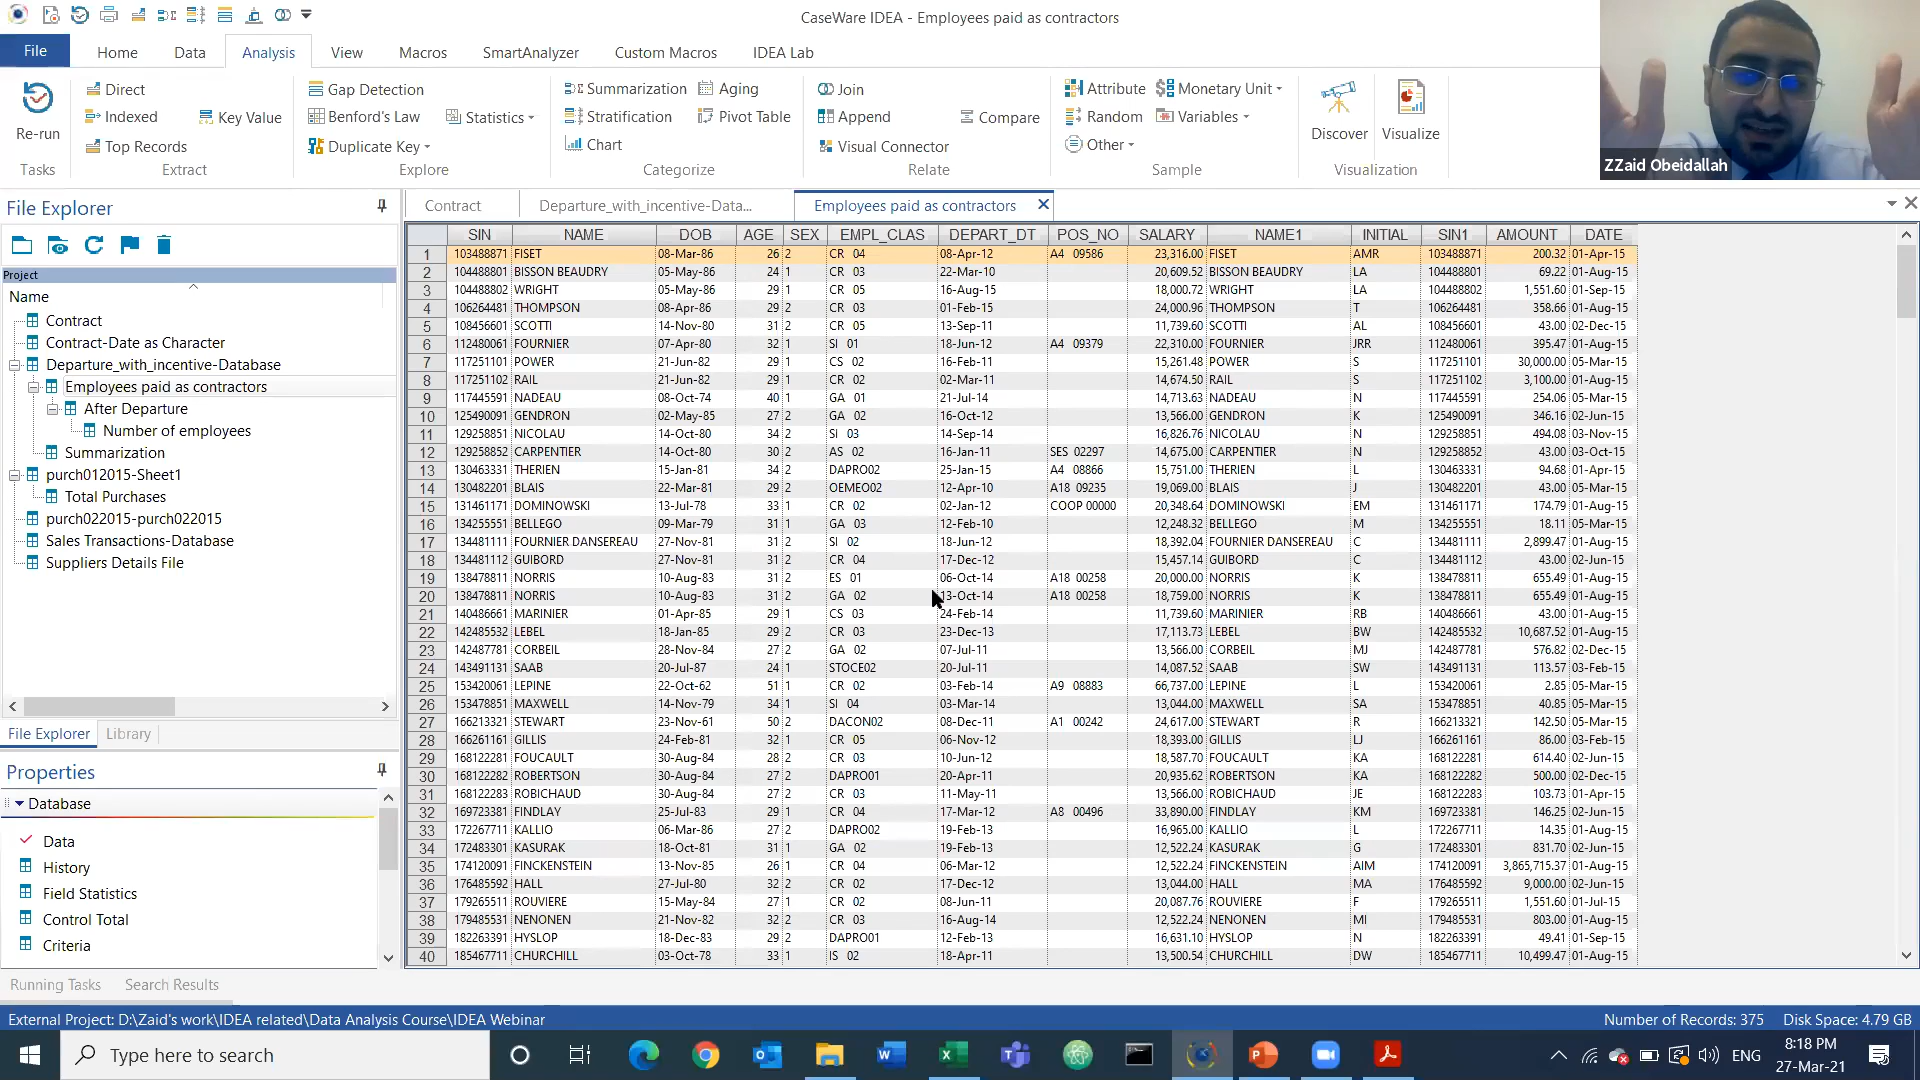 CaseWare IDEA - Employees paid as contractors
File Home Data Analysis View Macros SmartAnalyzer Custom Macros IDEA Lab
Direct Gap Detection Summarization Aging Join Attribute Monetary Unit
Indexed Key Value Benford's Law Statistics Stratification Pivot Table Append Compare Random Variables
Re-run Top Records Duplicate Key Chart Visual Connector Other Discover Visualize
Tasks Extract Explore Categorize Relate Sample Visualization
ZZaid Obeidallah
File Explorer
Project
Name
Contract
Contract-Date as Character
Departure_with_incentive-Database
Employees paid as contractors
After Departure
Number of employees
Summarization
purch012015-Sheet1
Total Purchases
purch022015-purch022015
Sales Transactions-Database
Suppliers Details File
File Explorer Library
Properties
Database
Data
History
Field Statistics
Control Total
Criteria
Contract Departure_with_incentive-Data... Employees paid as contractors
SIN NAME DOB AGE SEX EMPL_CLAS DEPART_DT POS_NO SALARY NAME1 INITIAL SIN1 AMOUNT DATE
1 103488871 FISET 08-Mar-86 26 2 CR 04 08-Apr-12 A4 09586 23,316.00 FISET AMR 103488871 200.32 01-Apr-15
2 104488801 BISSON BEAUDRY 05-May-86 24 1 CR 03 22-Mar-10 20,609.52 BISSON BEAUDRY LA 104488801 69.22 01-Aug-15
3 104488802 WRIGHT 05-May-86 29 1 CR 05 16-Aug-15 18,000.72 WRIGHT LA 104488802 1,551.60 01-Sep-15
4 106264481 THOMPSON 08-Apr-86 29 2 CR 03 01-Feb-15 24,000.96 THOMPSON T 106264481 358.66 01-Aug-15
5 108456601 SCOTTI 14-Nov-80 31 2 CR 05 13-Sep-11 11,739.60 SCOTTI AL 108456601 43.00 02-Dec-15
6 112480061 FOURNIER 07-Apr-80 32 1 SI 01 18-Jun-12 A4 09379 22,310.00 FOURNIER JRR 112480061 395.47 01-Aug-15
7 117251101 POWER 21-Jun-82 29 1 CS 02 16-Feb-11 15,261.48 POWER S 117251101 30,000.00 05-Mar-15
8 117251102 RAIL 21-Jun-82 29 1 CR 02 02-Mar-11 14,674.50 RAIL S 117251102 3,100.00 01-Aug-15
9 117445591 NADEAU 08-Oct-74 40 1 GA 01 21-Jul-14 14,713.63 NADEAU N 117445591 254.06 05-Mar-15
10 125490091 GENDRON 02-May-85 27 2 GA 02 16-Oct-12 13,566.00 GENDRON K 125490091 346.16 02-Jun-15
11 129258851 NICOLAU 14-Oct-80 34 2 SI 03 14-Sep-14 16,826.76 NICOLAU N 129258851 494.08 03-Nov-15
12 129258852 CARPENTIER 14-Oct-80 30 2 AS 02 16-Jan-11 SES 02297 14,675.00 CARPENTIER N 129258852 43.00 03-Oct-15
13 130463331 THERIEN 15-Jan-81 34 2 DAPRO02 25-Jan-15 A4 08866 15,751.00 THERIEN L 130463331 94.68 01-Apr-15
14 130482201 BLAIS 22-Mar-81 29 2 OEMEO02 12-Apr-10 A18 09235 19,069.00 BLAIS J 130482201 43.00 05-Mar-15
15 131461171 DOMINOWSKI 13-Jul-78 33 1 CR 02 02-Jan-12 COOP 00000 20,348.64 DOMINOWSKI EM 131461171 174.79 01-Aug-15
16 134255551 BELLEGO 09-Mar-79 31 1 GA 03 12-Feb-10 12,248.32 BELLEGO M 134255551 18.11 05-Mar-15
17 134481111 FOURNIER DANSEREAU 27-Nov-81 31 2 SI 02 18-Jun-12 18,392.04 FOURNIER DANSEREAU C 134481111 2,899.47 01-Aug-15
18 134481112 GUIBORD 27-Nov-81 31 2 CR 04 17-Dec-12 15,457.14 GUIBORD C 134481112 43.00 02-Jun-15
19 138478811 NORRIS 10-Aug-83 31 2 ES 01 06-Oct-14 A18 00258 20,000.00 NORRIS K 138478811 655.49 01-Aug-15
20 138478811 NORRIS 10-Aug-83 31 2 GA 02 13-Oct-14 A18 00258 18,759.00 NORRIS K 138478811 655.49 01-Aug-15
21 140486661 MARINIER 01-Apr-85 29 1 CS 03 24-Feb-14 11,739.60 MARINIER RB 140486661 43.00 01-Aug-15
22 142485532 LEBEL 18-Jan-85 29 2 CR 03 23-Dec-13 17,113.73 LEBEL BW 142485532 10,687.52 01-Aug-15
23 142487781 CORBEIL 28-Nov-84 27 2 GA 02 07-Jul-11 13,566.00 CORBEIL MJ 142487781 576.82 02-Dec-15
24 143491131 SAAB 20-Jul-87 24 1 STOCE02 20-Jul-11 14,087.52 SAAB SW 143491131 113.57 03-Feb-15
25 153420061 LEPINE 22-Oct-62 51 1 CR 02 03-Feb-14 A9 08883 66,737.00 LEPINE L 153420061 2.85 05-Mar-15
26 153478851 MAXWELL 14-Nov-79 34 1 SI 04 03-Mar-14 13,044.00 MAXWELL SA 153478851 40.85 05-Mar-15
27 166213321 STEWART 23-Nov-61 50 2 DACON02 08-Dec-11 A1 00242 24,617.00 STEWART R 166213321 142.50 05-Mar-15
28 166261161 GILLIS 24-Feb-81 32 1 CR 05 06-Nov-12 18,393.00 GILLIS LJ 166261161 86.00 03-Feb-15
29 168122281 FOUCAULT 30-Aug-84 28 2 CR 03 10-Jun-12 18,587.70 FOUCAULT KA 168122281 614.40 02-Jun-15
30 168122282 ROBERTSON 30-Aug-84 27 2 DAPRO01 20-Apr-11 20,935.62 ROBERTSON KA 168122282 500.00 02-Dec-15
31 168122283 ROBICHAUD 30-Aug-84 27 2 CR 03 11-May-11 13,566.00 ROBICHAUD JE 168122283 103.73 01-Apr-15
32 169723381 FINDLAY 25-Jul-83 29 1 CR 04 17-Mar-12 A8 00496 33,890.00 FINDLAY KM 169723381 146.25 02-Jun-15
33 172267711 KALLIO 06-Mar-86 27 2 DAPRO02 19-Feb-13 16,965.00 KALLIO L 172267711 14.35 01-Aug-15
34 172483301 KASURAK 18-Oct-81 31 1 GA 02 19-Feb-13 12,522.24 KASURAK G 172483301 831.70 02-Jun-15
35 174120091 FINCKENSTEIN 13-Nov-85 26 1 CR 04 06-Mar-12 12,522.24 FINCKENSTEIN AIM 174120091 3,865,715.37 01-Aug-15
36 176485592 HALL 27-Jul-80 32 2 CR 02 17-Dec-12 13,044.00 HALL MA 176485592 9,000.00 02-Jun-15
37 179265511 ROUVIERE 15-May-84 27 1 CR 02 08-Jun-11 20,087.76 ROUVIERE F 179265511 1,551.60 01-Jul-15
38 179485531 NENONEN 21-Nov-82 32 2 CR 03 16-Aug-14 12,522.24 NENONEN MI 179485531 803.00 01-Aug-15
39 182263391 HYSLOP 18-Dec-83 29 2 DAPRO01 12-Feb-13 16,631.10 HYSLOP N 182263391 49.41 01-Sep-15
40 185467711 CHURCHILL 03-Oct-78 33 1 IS 02 18-Apr-11 13,500.54 CHURCHILL DW 185467711 10,499.47 01-Aug-15
Running Tasks Search Results
External Project: D:\Zaid's work\IDEA related\Data Analysis Course\IDEA Webinar Number of Records: 375 Disk Space: 4.79 GB
Type here to search ENG 8:18 PM
27-Mar-21